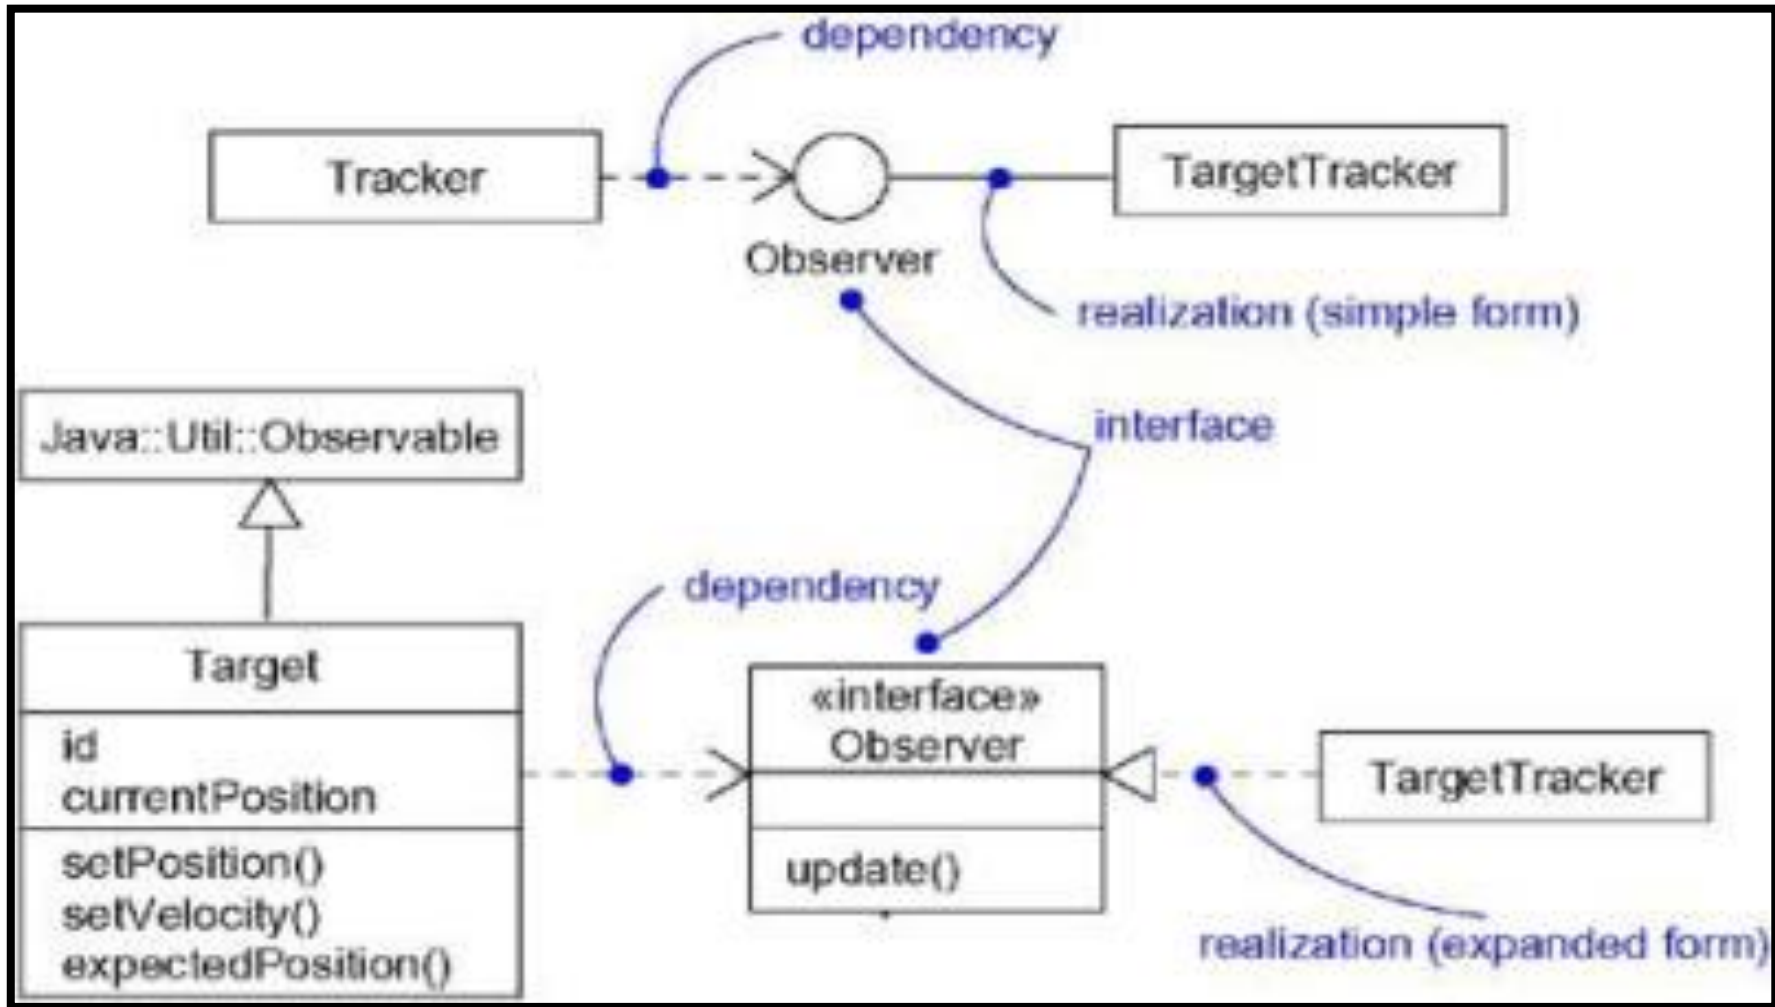 dependency
Tracker
TargetTracker
Observer
realization (simple form)
Java::Util::Observable
interface
dependency
Target
id
currentPosition
setPosition()
setVelocity()
expectedPosition()
«interface»
Observer
update()
TargetTracker
realization (expanded form)